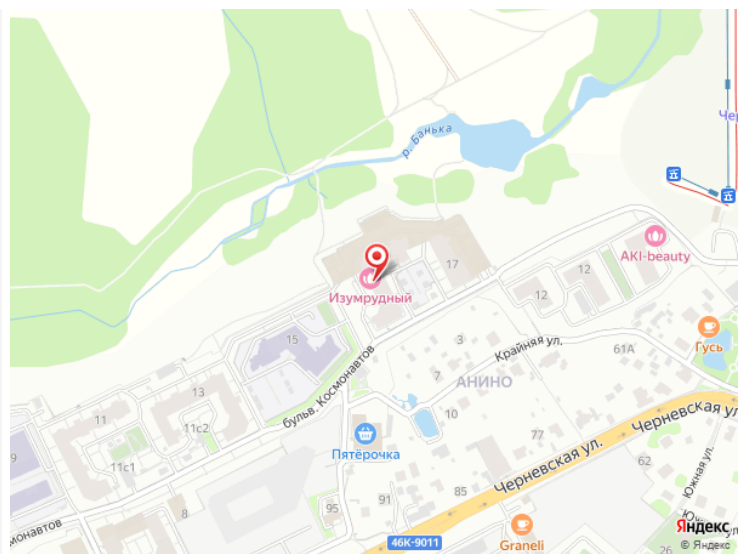 р. Банька
Че
AKI-beauty
17
Изумрудный
12
12
Гусь
61А
3
Крайняя ул.
15
бульв. Космонавтов
7
АНИНО
13
10
11
11с2
Черневская ул.
77
Пятёрочка
Черневская ул.
9
11с1
62
Южная ул.
85
91
95
8
монавтов
46К-9011
Graneli
26
Яндекс
© Яндекс